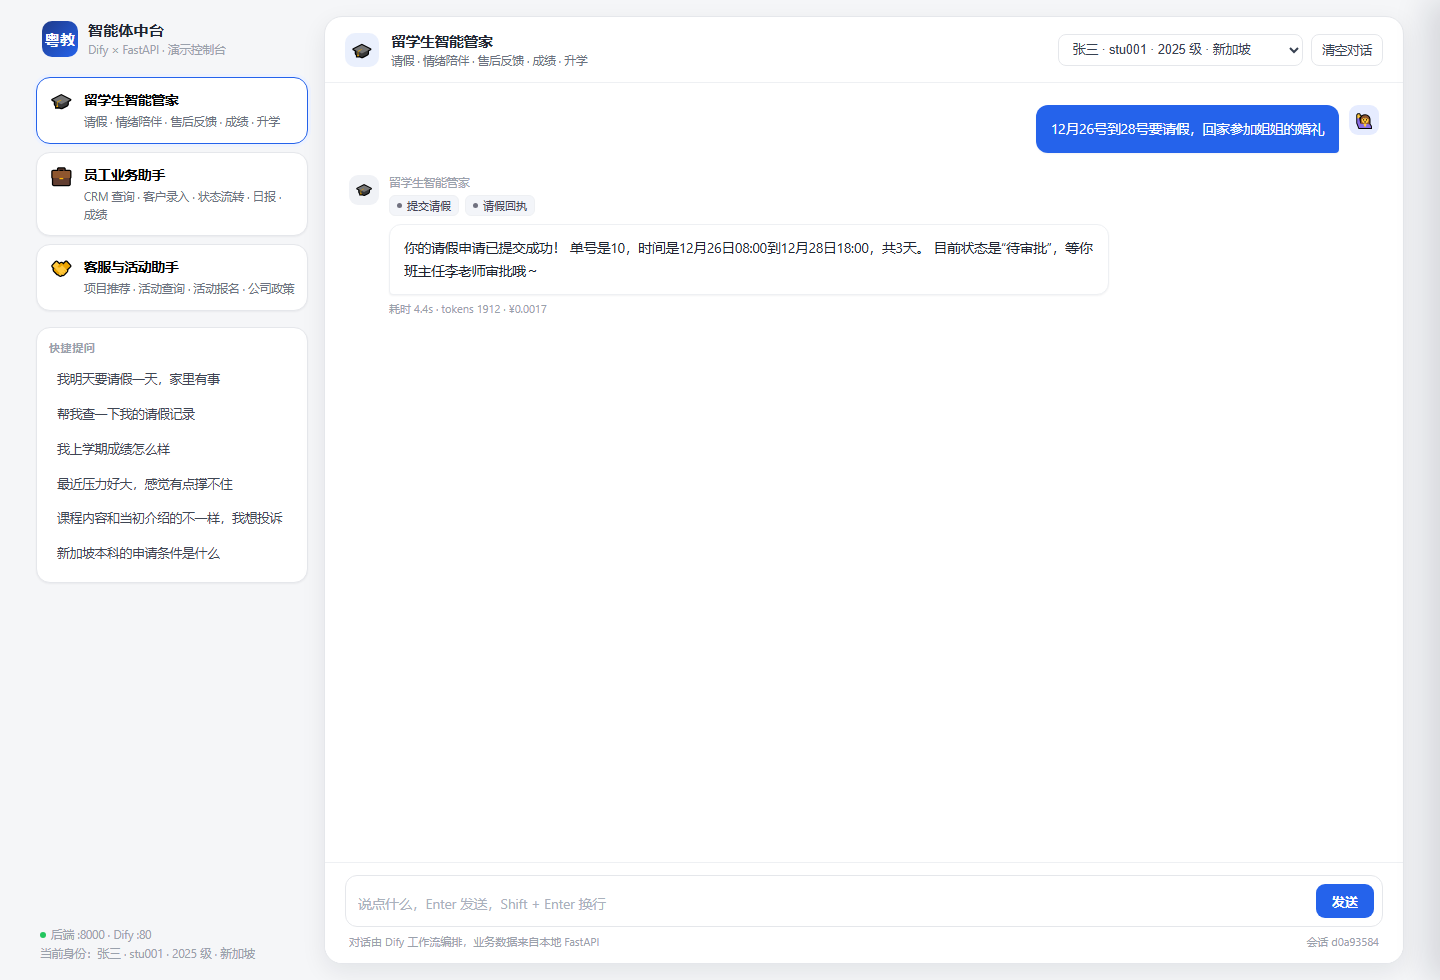 粤教
智能体中台
Dify × FastAPI · 演示控制台
留学生智能管家
请假 · 情绪陪伴 · 售后反馈 · 成绩 · 升学
员工业务助手
CRM 查询 · 客户录入 · 状态流转 · 日报 ·
成绩
客服与活动助手
项目推荐 · 活动查询 · 活动报名 · 公司政策
快捷提问
我明天要请假一天，家里有事
帮我查一下我的请假记录
我上学期成绩怎么样
最近压力好大，感觉有点撑不住
课程内容和当初介绍的不一样，我想投诉
新加坡本科的申请条件是什么
后端 :8000 · Dify :80
当前身份：张三 · stu001 · 2025 级 · 新加坡
留学生智能管家
请假 · 情绪陪伴 · 售后反馈 · 成绩 · 升学
张三 · stu001 · 2025 级 · 新加坡
清空对话
12月26号到28号要请假，回家参加姐姐的婚礼
留学生智能管家
提交请假
请假回执
你的请假申请已提交成功！ 单号是10，时间是12月26日08:00到12月28日18:00，共3天。 目前状态是“待审批”，等你
班主任李老师审批哦～
耗时 4.4s · tokens 1912 · ¥0.0017
说点什么，Enter 发送，Shift + Enter 换行
发送
对话由 Dify 工作流编排，业务数据来自本地 FastAPI
会话 d0a93584